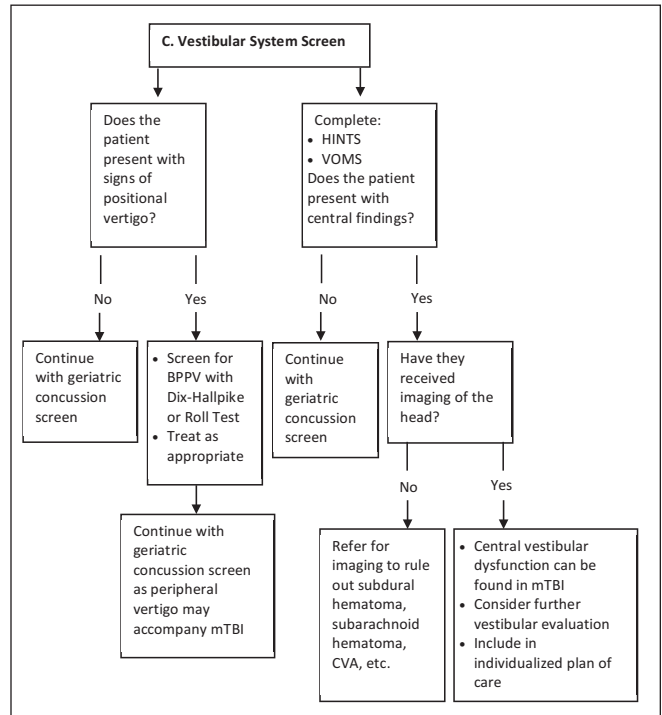 C. Vestibular System Screen
Does the
patient
present with
signs of
positional
vertigo?
Complete:
• HINTS
• VOMS
Does the patient
present with
central findings?
No
Yes
No
Yes
Continue
with geriatric
concussion
screen
• Screen for
BPPV with
Dix-Hallpike
or Roll Test
• Treat as
appropriate
Continue
with
geriatric
concussion
screen
Have they
received
imaging of the
head?
No
Yes
Continue with
geriatric
concussion screen
as peripheral
vertigo may
accompany mTBI
Refer for
imaging to rule
out subdural
hematoma,
subarachnoid
hematoma,
CVA, etc.
• Central vestibular
dysfunction can be
found in mTBI
• Consider further
vestibular evaluation
• Include in
individualized plan of
care